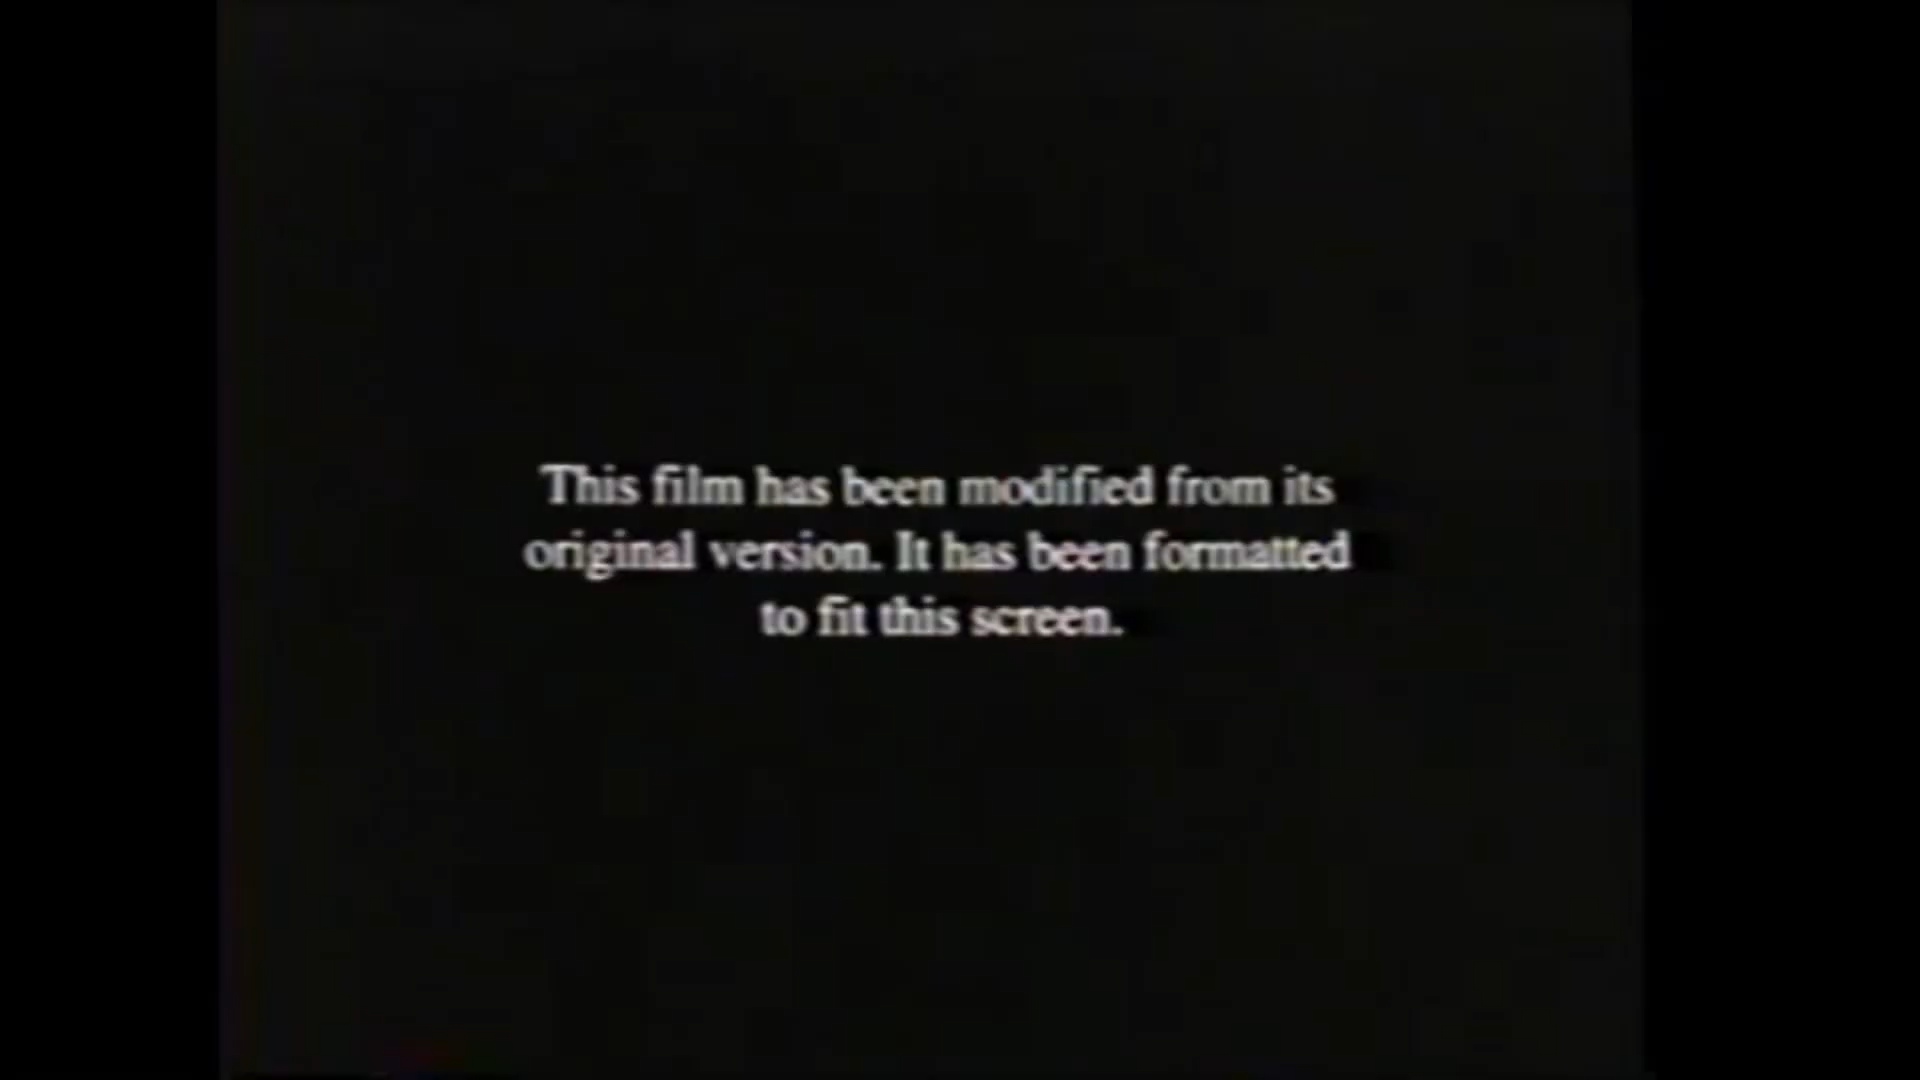 This film has been modified from its
original version. It has been formatted
to fit this screen.